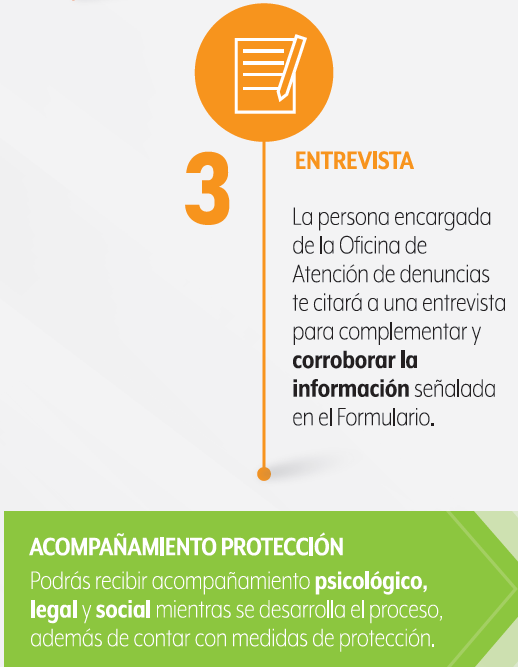 3
ENTREVISTA
La persona encargada
de la Oficina de
Atención de denuncias
te citará a una entrevista
para complementar y
corroborar la
información señalada
en el Formulario.
ACOMPAÑAMIENTO PROTECCIÓN
Podrás recibir acompañamiento psicológico,
legal y social mientras se desarrolla el proceso,
además de contar con medidas de protección.